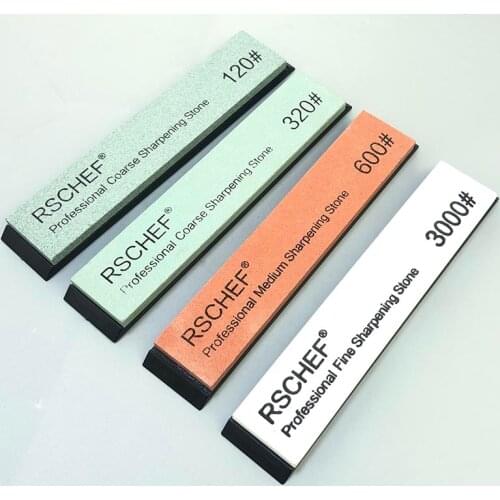 RSCHEF®
Professional Coarse Sharpening Stone
120#
RSCHEF®
Professional Coarse Sharpening Stone
320#
RSCHEF®
Professional Medium Sharpening Stone
600#
RSCHEF®
Professional Fine Sharpening Stone
3000#